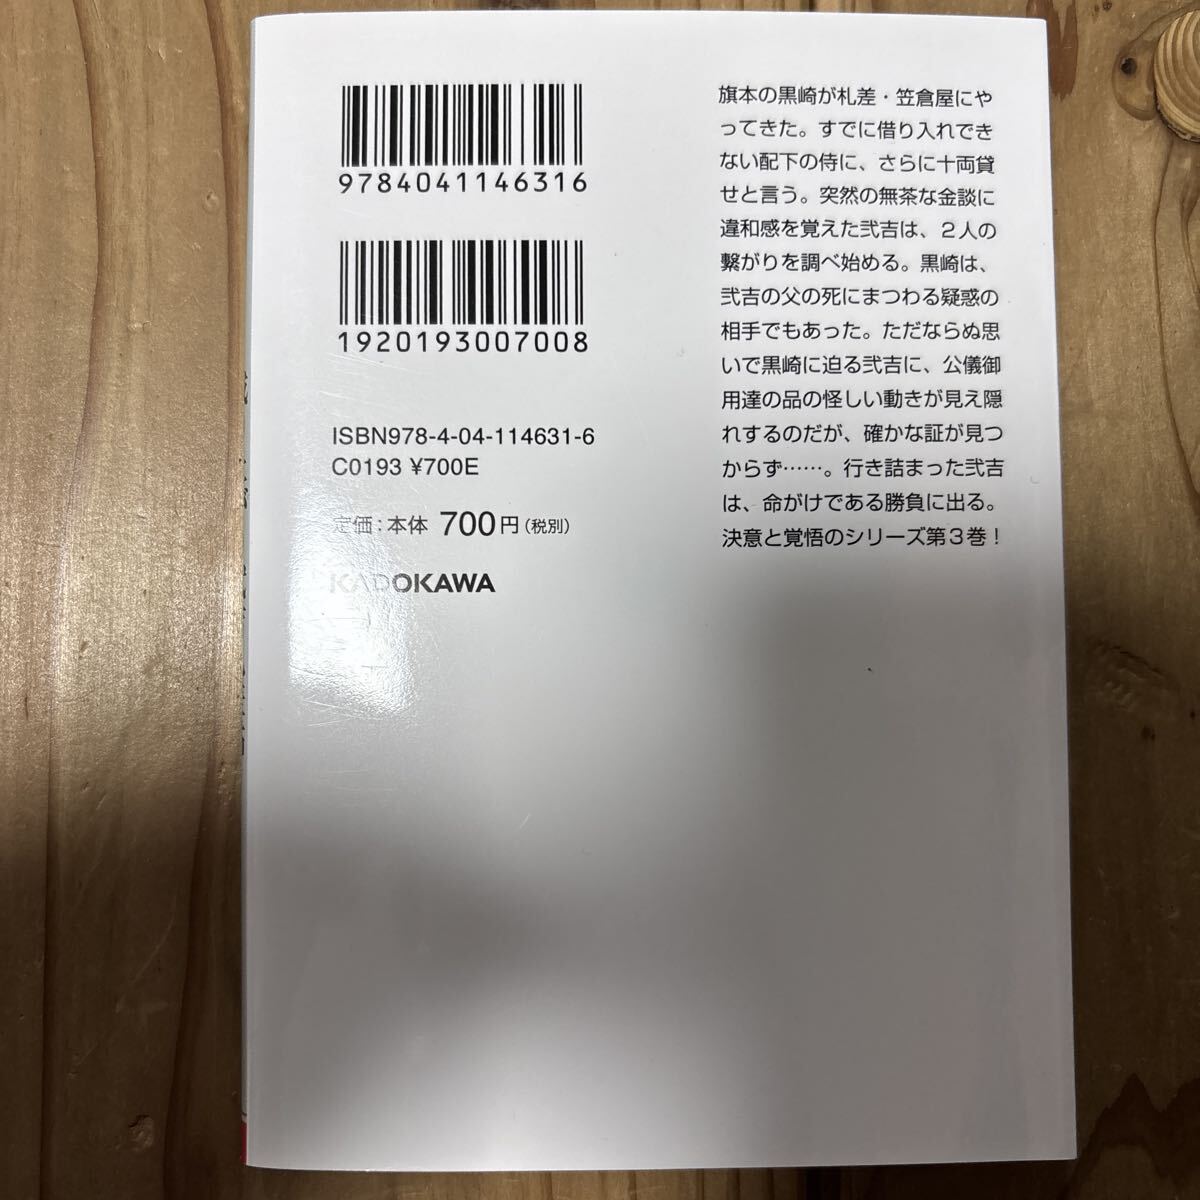 9784041146316
1920193007008
ISBN978-4-04-114631-6
C0193 ¥700E
定価：本体 700円（税別）
KADOKAWA
旗本の黒崎が札差・笠倉屋にや
ってきた。すでに借り入れでき
ない配下の侍に、さらに十両貸
せと言う。突然の無茶な金談に
違和感を覚えた弐吉は、２人の
繋がりを調べ始める。黒崎は、
弐吉の父の死にまつわる疑惑の
相手でもあった。ただならぬ思
いで黒崎に迫る弐吉に、公儀御
用達の品の怪しい動きが見え隠
れするのだが、確かな証が見つ
からず……。行き詰まった弐吉
は、命がけである勝負に出る。
決意と覚悟のシリーズ第３巻！